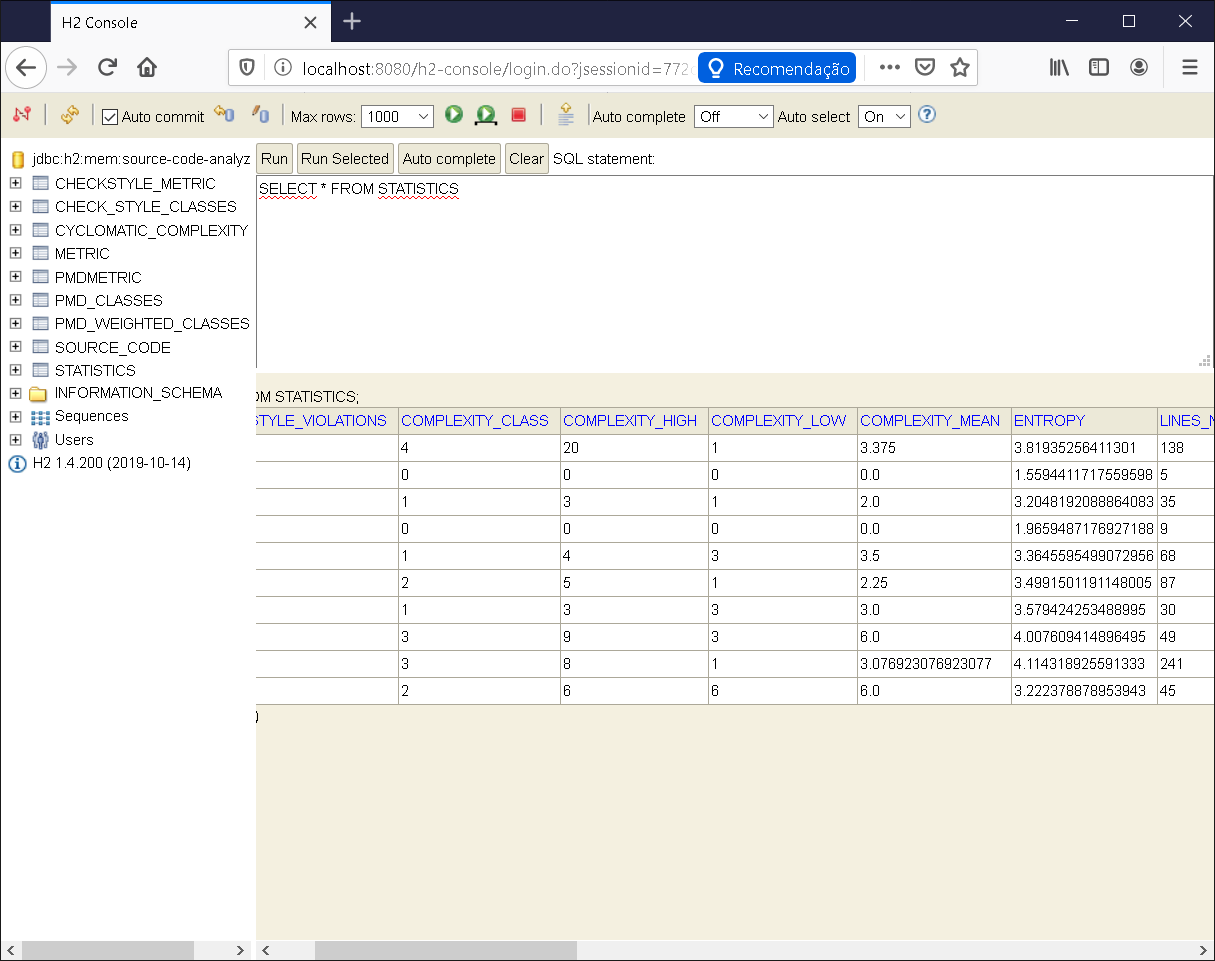 H2 Console
localhost:8080/h2-console/login.do?jsessionid=772 Recomendação
Auto commit Max rows: 1000 Auto complete Off Auto select On
jdbc:h2:mem:source-code-analyz Run Run Selected Auto complete Clear SQL statement:
CHECKSTYLE_METRIC
CHECK_STYLE_CLASSES
CYCLOMATIC_COMPLEXITY
METRIC
PMDMETRIC
PMD_CLASSES
PMD_WEIGHTED_CLASSES
SOURCE_CODE
STATISTICS
INFORMATION_SCHEMA
Sequences
Users
H2 1.4.200 (2019-10-14)
SELECT * FROM STATISTICS
OM STATISTICS;
STYLE_VIOLATIONS COMPLEXITY_CLASS COMPLEXITY_HIGH COMPLEXITY_LOW COMPLEXITY_MEAN ENTROPY LINES_N
4 20 1 3.375 3.81935256411301 138
0 0 0 0.0 1.5594411717559598 5
1 3 1 2.0 3.2048192088864083 35
0 0 0 0.0 1.9659487176927188 9
1 4 3 3.5 3.3645595499072956 68
2 5 1 2.25 3.4991501191148005 87
1 3 3 3.0 3.579424253488995 30
3 9 3 6.0 4.007609414896495 49
3 8 1 3.076923076923077 4.114318925591333 241
2 6 6 6.0 3.222378878953943 45
)